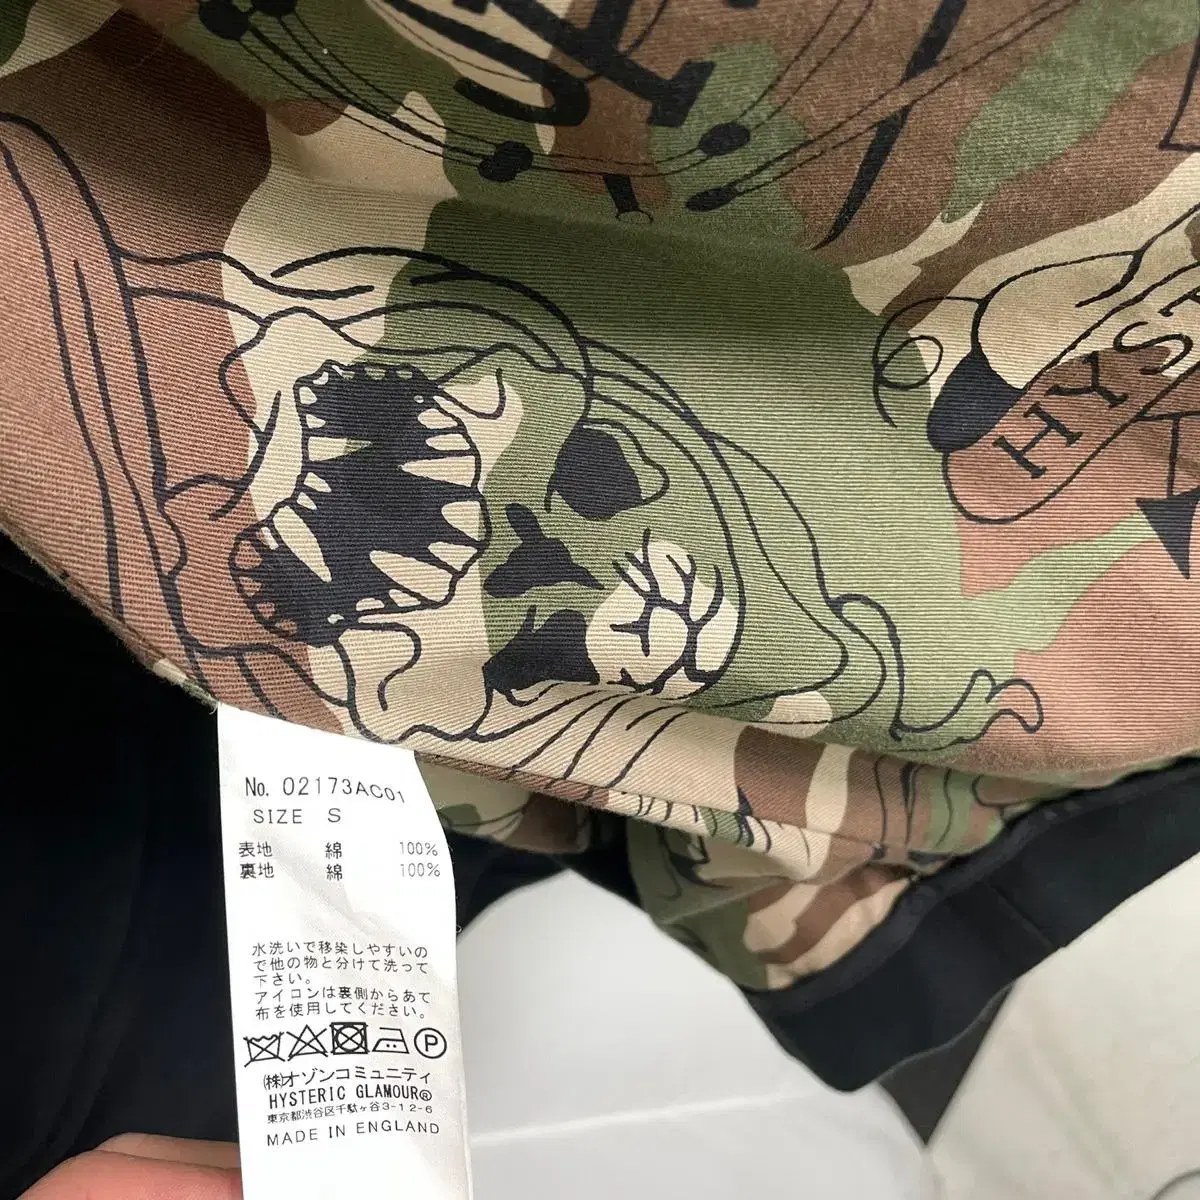 HYST
No. 02173AC01
SIZE S
表地 綿 100%
裏地 綿 100%
水洗いで移染しやすいの
で他の物と分けて洗って
下さい。
アイロンは裏側からあて
布を使用してください。
P
㈱オゾンコミュニティ
HYSTERIC GLAMOUR®
東京都渋谷区千駄ヶ谷3-12-6
MADE IN ENGLAND